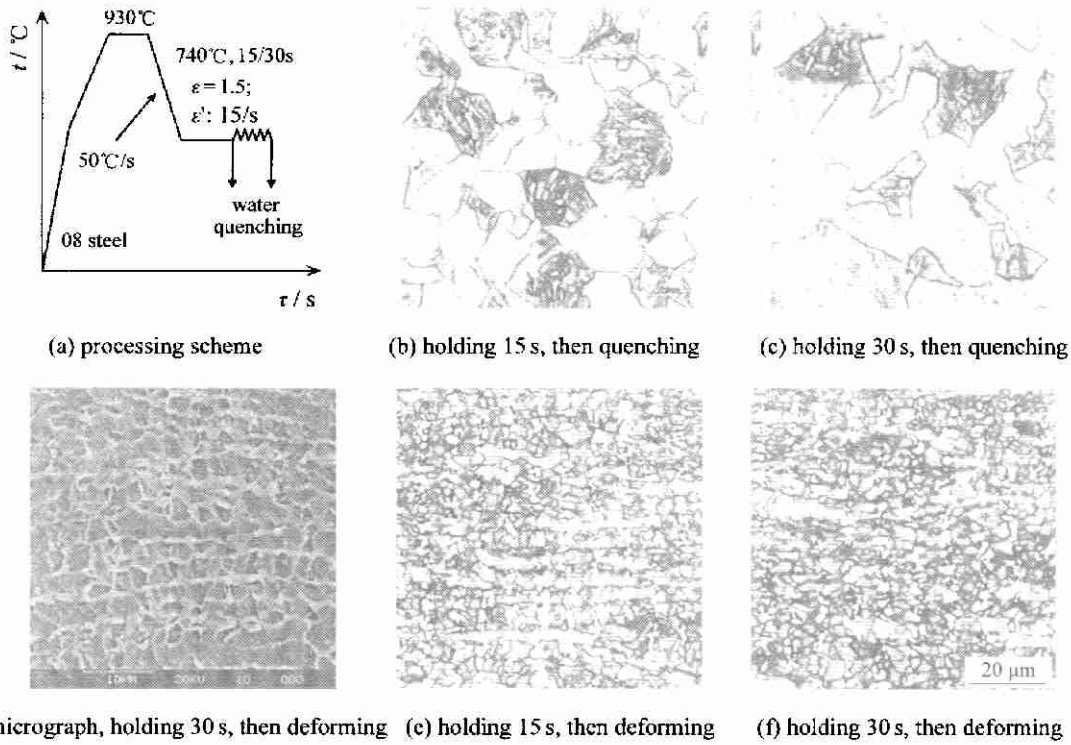 t / °C
930℃
740℃, 15/30s
ε = 1.5;
ε': 15/s
50℃/s
water
quenching
08 steel
τ / s
(a) processing scheme
(b) holding 15 s, then quenching
(c) holding 30 s, then quenching
20 μm
micrograph, holding 30 s, then deforming
(e) holding 15 s, then deforming
(f) holding 30 s, then deforming